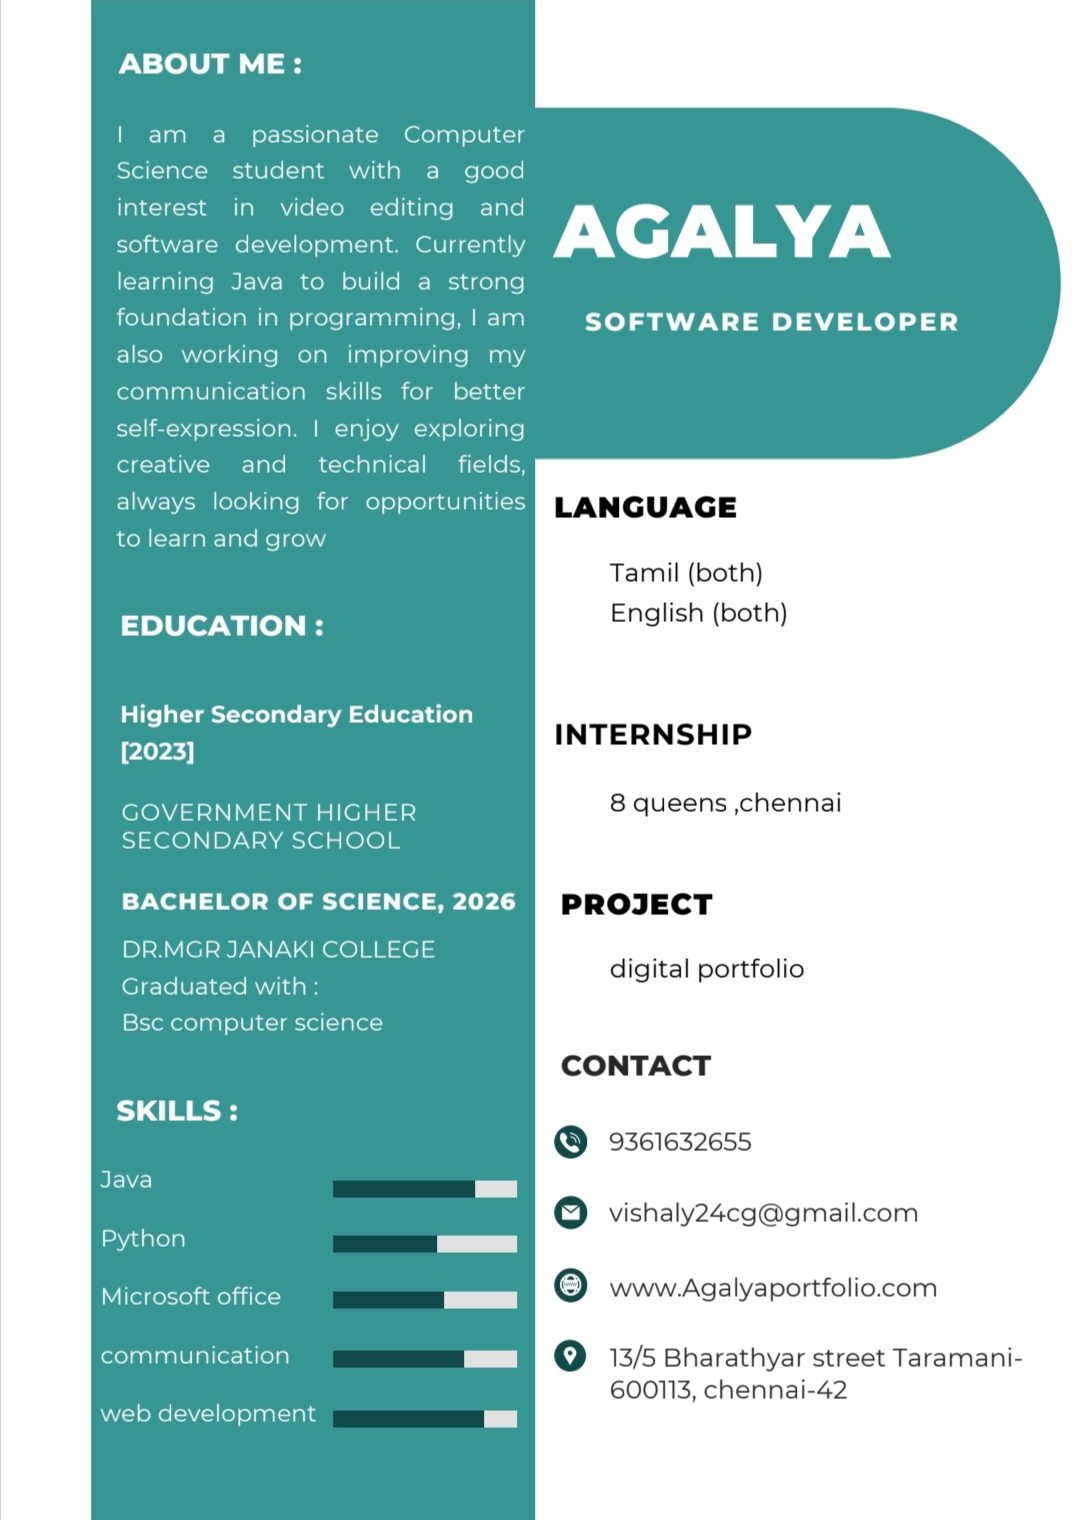 ABOUT ME :
I am a passionate Computer
Science student with a good
interest in video editing and
software development. Currently
learning Java to build a strong
foundation in programming, I am
also working on improving my
communication skills for better
self-expression. I enjoy exploring
creative and technical fields,
always looking for opportunities
to learn and grow
EDUCATION :
Higher Secondary Education
[2023]
GOVERNMENT HIGHER
SECONDARY SCHOOL
BACHELOR OF SCIENCE, 2026
DR.MGR JANAKI COLLEGE
Graduated with :
Bsc computer science
SKILLS :
Java
Python
Microsoft office
communication
web development
AGALYA
SOFTWARE DEVELOPER
LANGUAGE
Tamil (both)
English (both)
INTERNSHIP
8 queens ,chennai
PROJECT
digital portfolio
CONTACT
9361632655
vishaly24cg@gmail.com
www.Agalyaportfolio.com
13/5 Bharathyar street Taramani-
600113, chennai-42